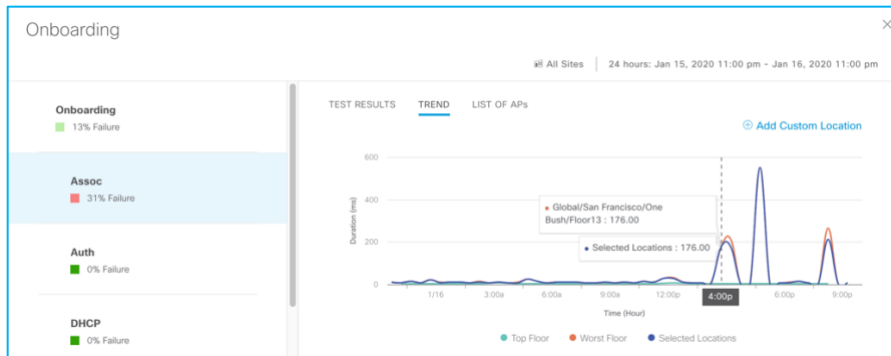 Onboarding
×
All Sites
24 hours: Jan 15, 2020 11:00 pm - Jan 16, 2020 11:00 pm
Onboarding
13% Failure
Assoc
31% Failure
Auth
0% Failure
DHCP
0% Failure
TEST RESULTS TREND LIST OF APs
Add Custom Location
600
400
200
0
Duration (ms)
Global/San Francisco/One
Bush/Floor13 : 176.00
Selected Locations : 176.00
1/16 3:00a 6:00a 9:00a 12:00p 4:00p 6:00p 9:00p
Time (Hour)
Top Floor Worst Floor Selected Locations